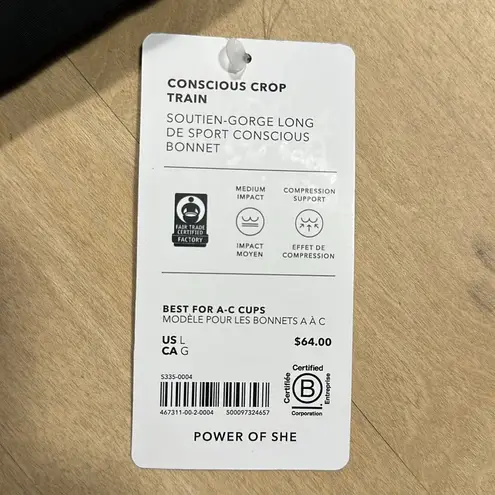 CONSCIOUS CROP
TRAIN
SOUTIEN-GORGE LONG
DE SPORT CONSCIOUS
BONNET
FAIR TRADE
CERTIFIED
FACTORY
MEDIUM
IMPACT
IMPACT
MOYEN
COMPRESSION
SUPPORT
EFFET DE
COMPRESSION
BEST FOR A-C CUPS
MODÈLE POUR LES BONNETS A À C
US L
CA G
$64.00
S335-0004
467311-00-2-0004 S00097324657
Certified
Certifiée
B
Entreprise
Corporation
POWER OF SHE